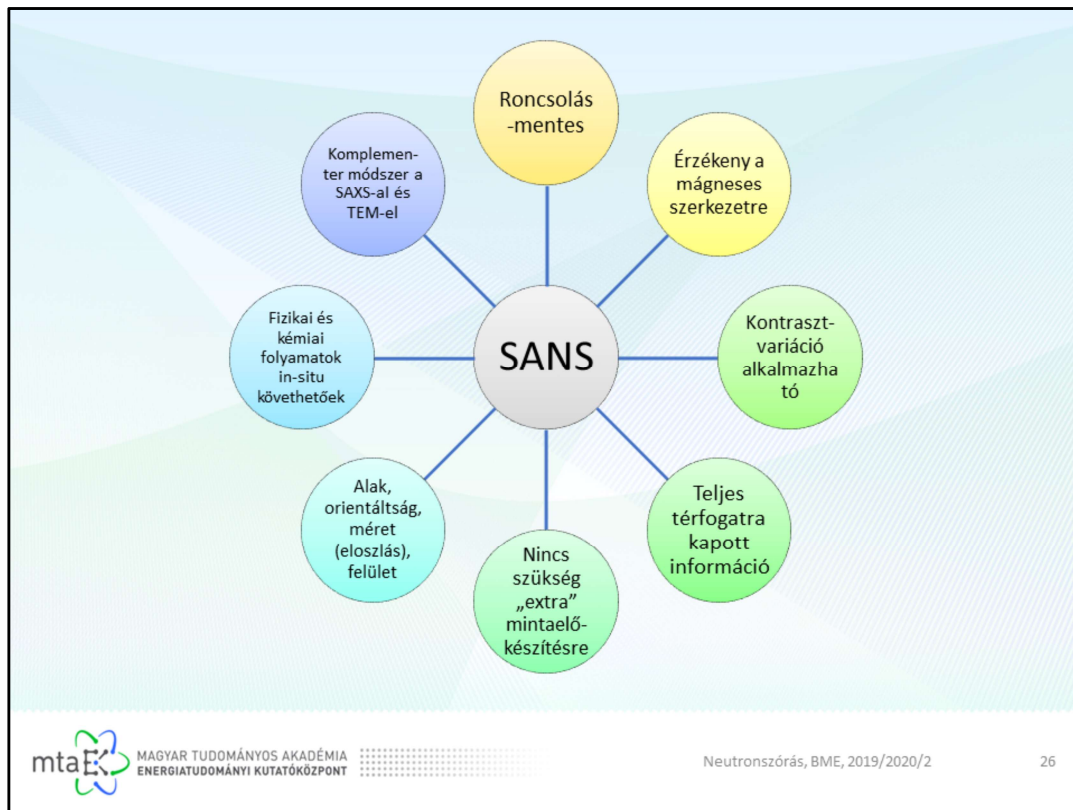 Roncsolás
-mentes
Érzékeny a
mágneses
szerkezetre
Kontraszt-
variáció
alkalmazha
tó
Teljes
térfogatra
kapott
információ
Nincs
szükség
„extra”
mintaelő-
készítésre
Alak,
orientáltság,
méret
(eloszlás),
felület
Fizikai és
kémiai
folyamatok
in-situ
követhetőek
Komplemen-
ter módszer a
SAXS-al és
TEM-el
SANS
mtaEK
MAGYAR TUDOMÁNYOS AKADÉMIA
ENERGIATUDOMÁNYI KUTATÓKÖZPONT
Neutronszórás, BME, 2019/2020/2
26